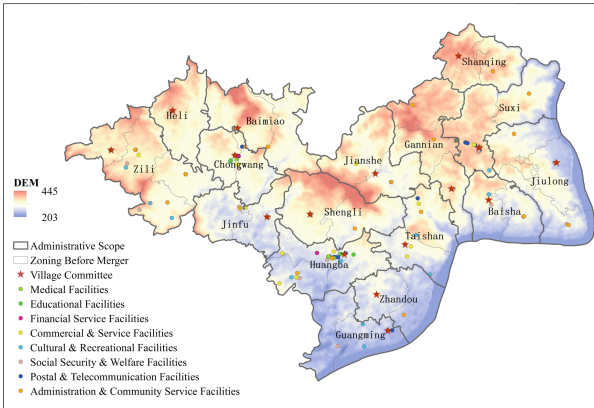 Shanqing
Suxi
Heli
Baimiao
Gannian
Chongwang
Jianshe
Zili
Jiulong
DEM
445
203
Shengli
Baisha
Jinfu
Taishan
Administrative Scope
Zoning Before Merger
Huangba
Village Committee
Medical Facilities
Zhandou
Educational Facilities
Financial Service Facilities
Commercial & Service Facilities
Guangming
Cultural & Recreational Facilities
Social Security & Welfare Facilities
Postal & Telecommunication Facilities
Administration & Community Service Facilities